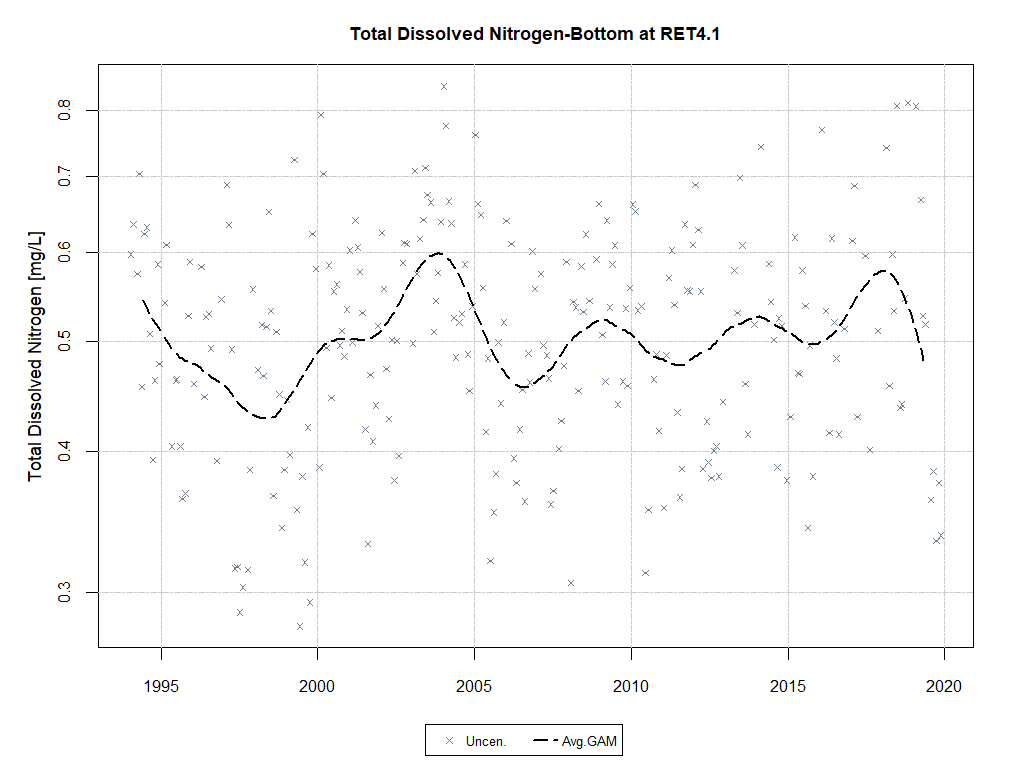 Total Dissolved Nitrogen-Bottom at RET4.1
Total Dissolved Nitrogen [mg/L]
0.8
0.7
0.6
0.5
0.4
0.3
1995 2000 2005 2010 2015 2020
Uncen. Avg.GAM